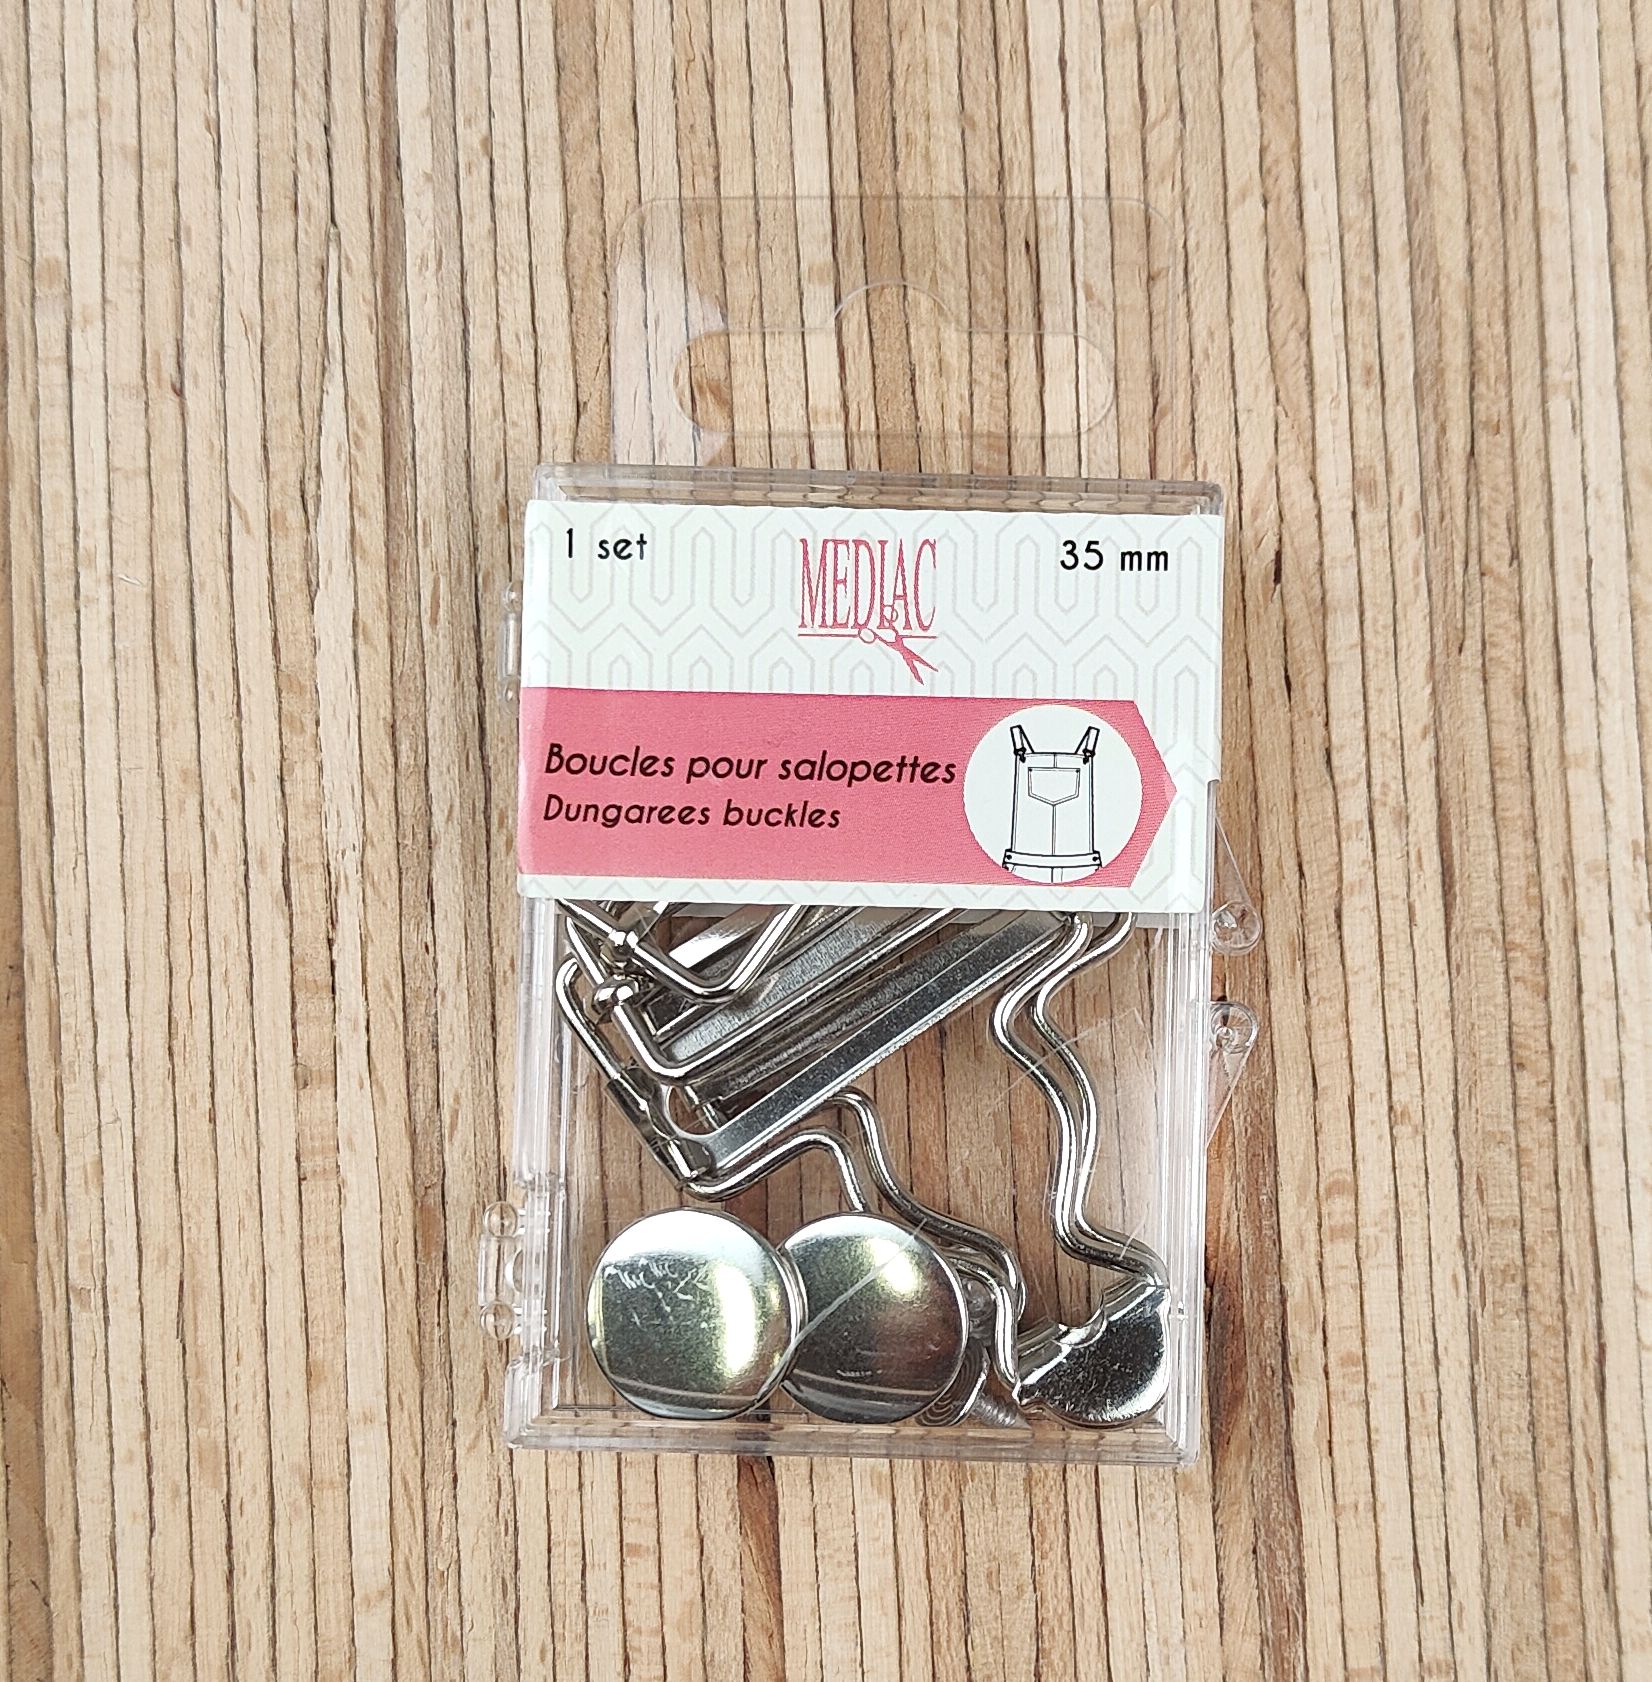 1 set
MEDIAC
35 mm
Boucles pour salopettes
Dungarees buckles